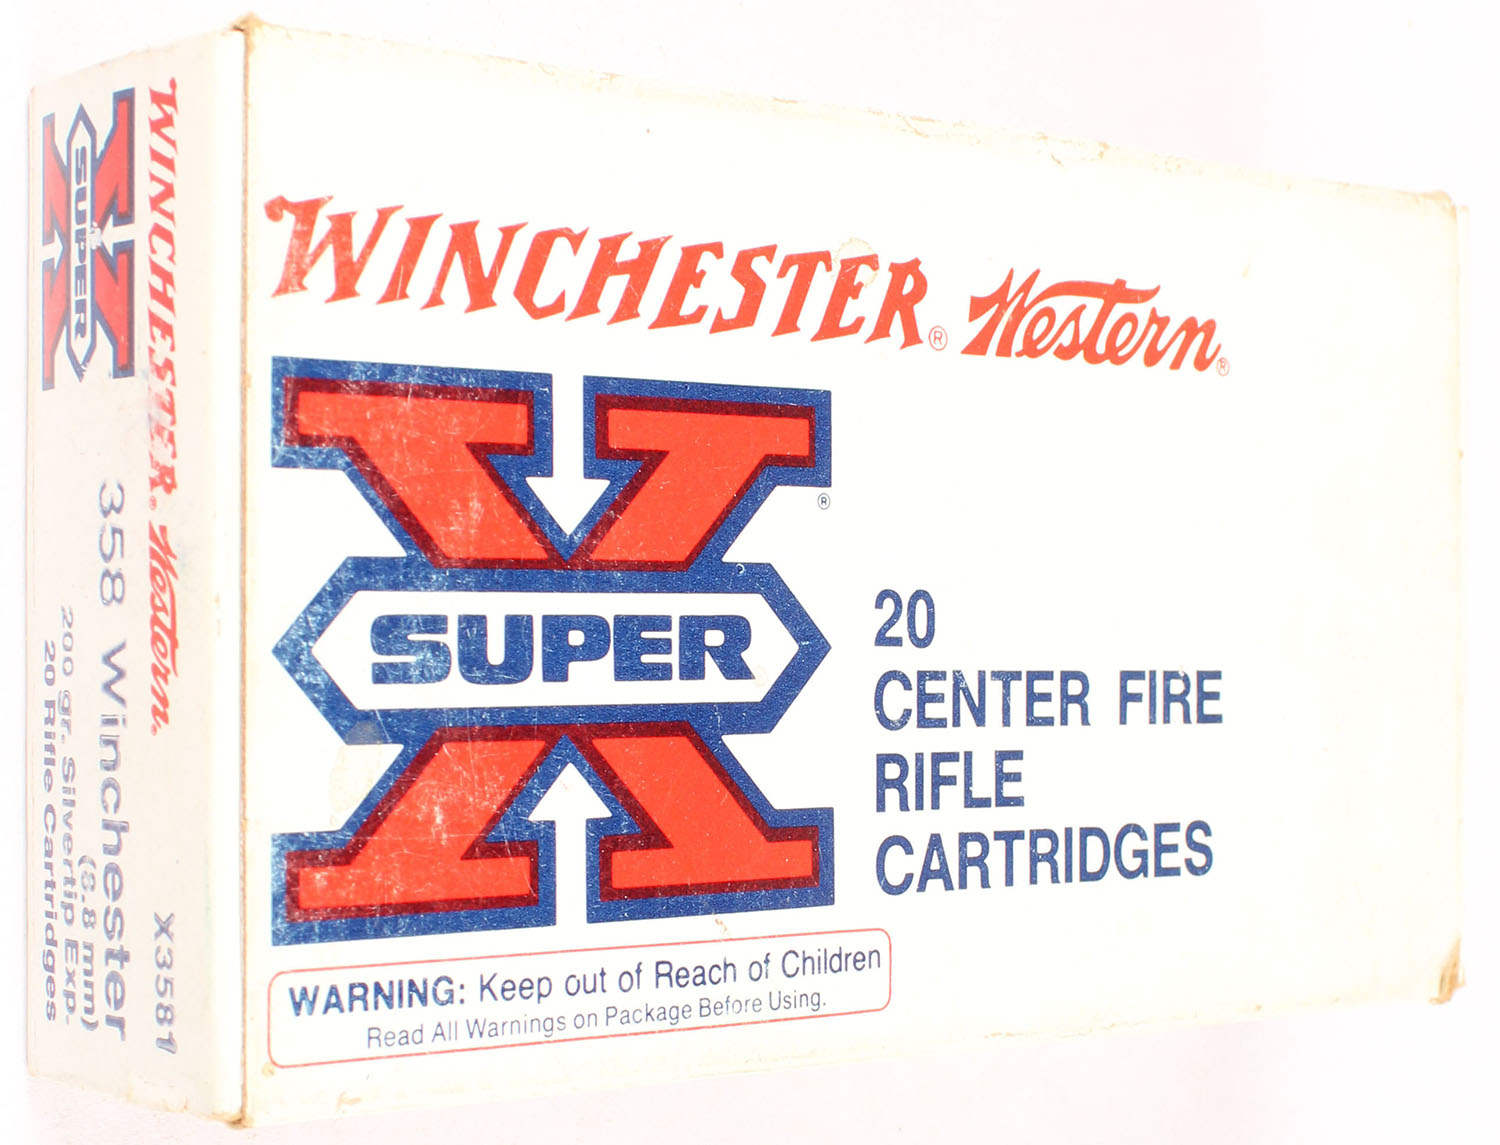 WINCHESTER® Western®
SUPER X ®
20
CENTER FIRE
RIFLE
CARTRIDGES
WARNING: Keep out of Reach of Children
Read All Warnings on Package Before Using.
WINCHESTER® Western®
X SUPER
X3581
358 Winchester
(8.8 mm)
200 gr. Silvertip Exp.
20 Rifle Cartridges